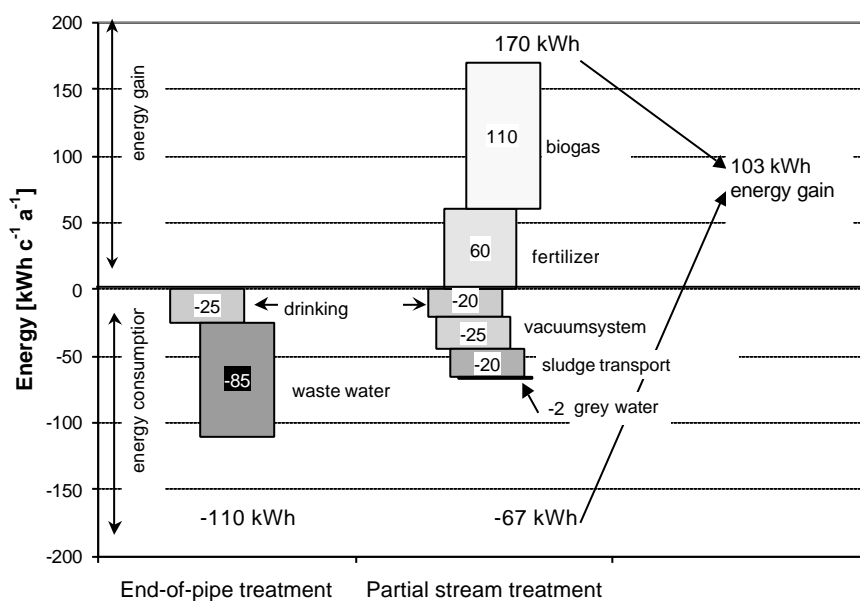 Energy [kWh c⁻¹ a⁻¹]
200
150
100
50
0
-50
-100
-150
-200
energy gain
energy consumption
170 kWh
110
biogas
103 kWh
energy gain
60
fertilizer
-25
drinking
-20
-25
vacuumsystem
-85
waste water
-20
sludge transport
-2 grey water
-110 kWh
-67 kWh
End-of-pipe treatment
Partial stream treatment